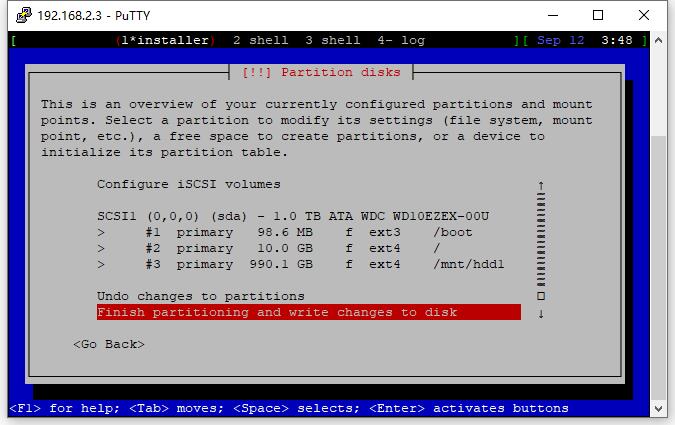 192.168.2.3 - PuTTY
[ (1*installer) 2 shell 3 shell 4- log ][ Sep 12 3:48 ]
[!!] Partition disks
This is an overview of your currently configured partitions and mount
points. Select a partition to modify its settings (file system, mount
point, etc.), a free space to create partitions, or a device to
initialize its partition table.
Configure iSCSI volumes
SCSI1 (0,0,0) (sda) - 1.0 TB ATA WDC WD10EZEX-00U
> #1 primary 98.6 MB f ext3 /boot
> #2 primary 10.0 GB f ext4 /
> #3 primary 990.1 GB f ext4 /mnt/hdd1
Undo changes to partitions
Finish partitioning and write changes to disk
<Go Back>
<F1> for help; <Tab> moves; <Space> selects; <Enter> activates buttons